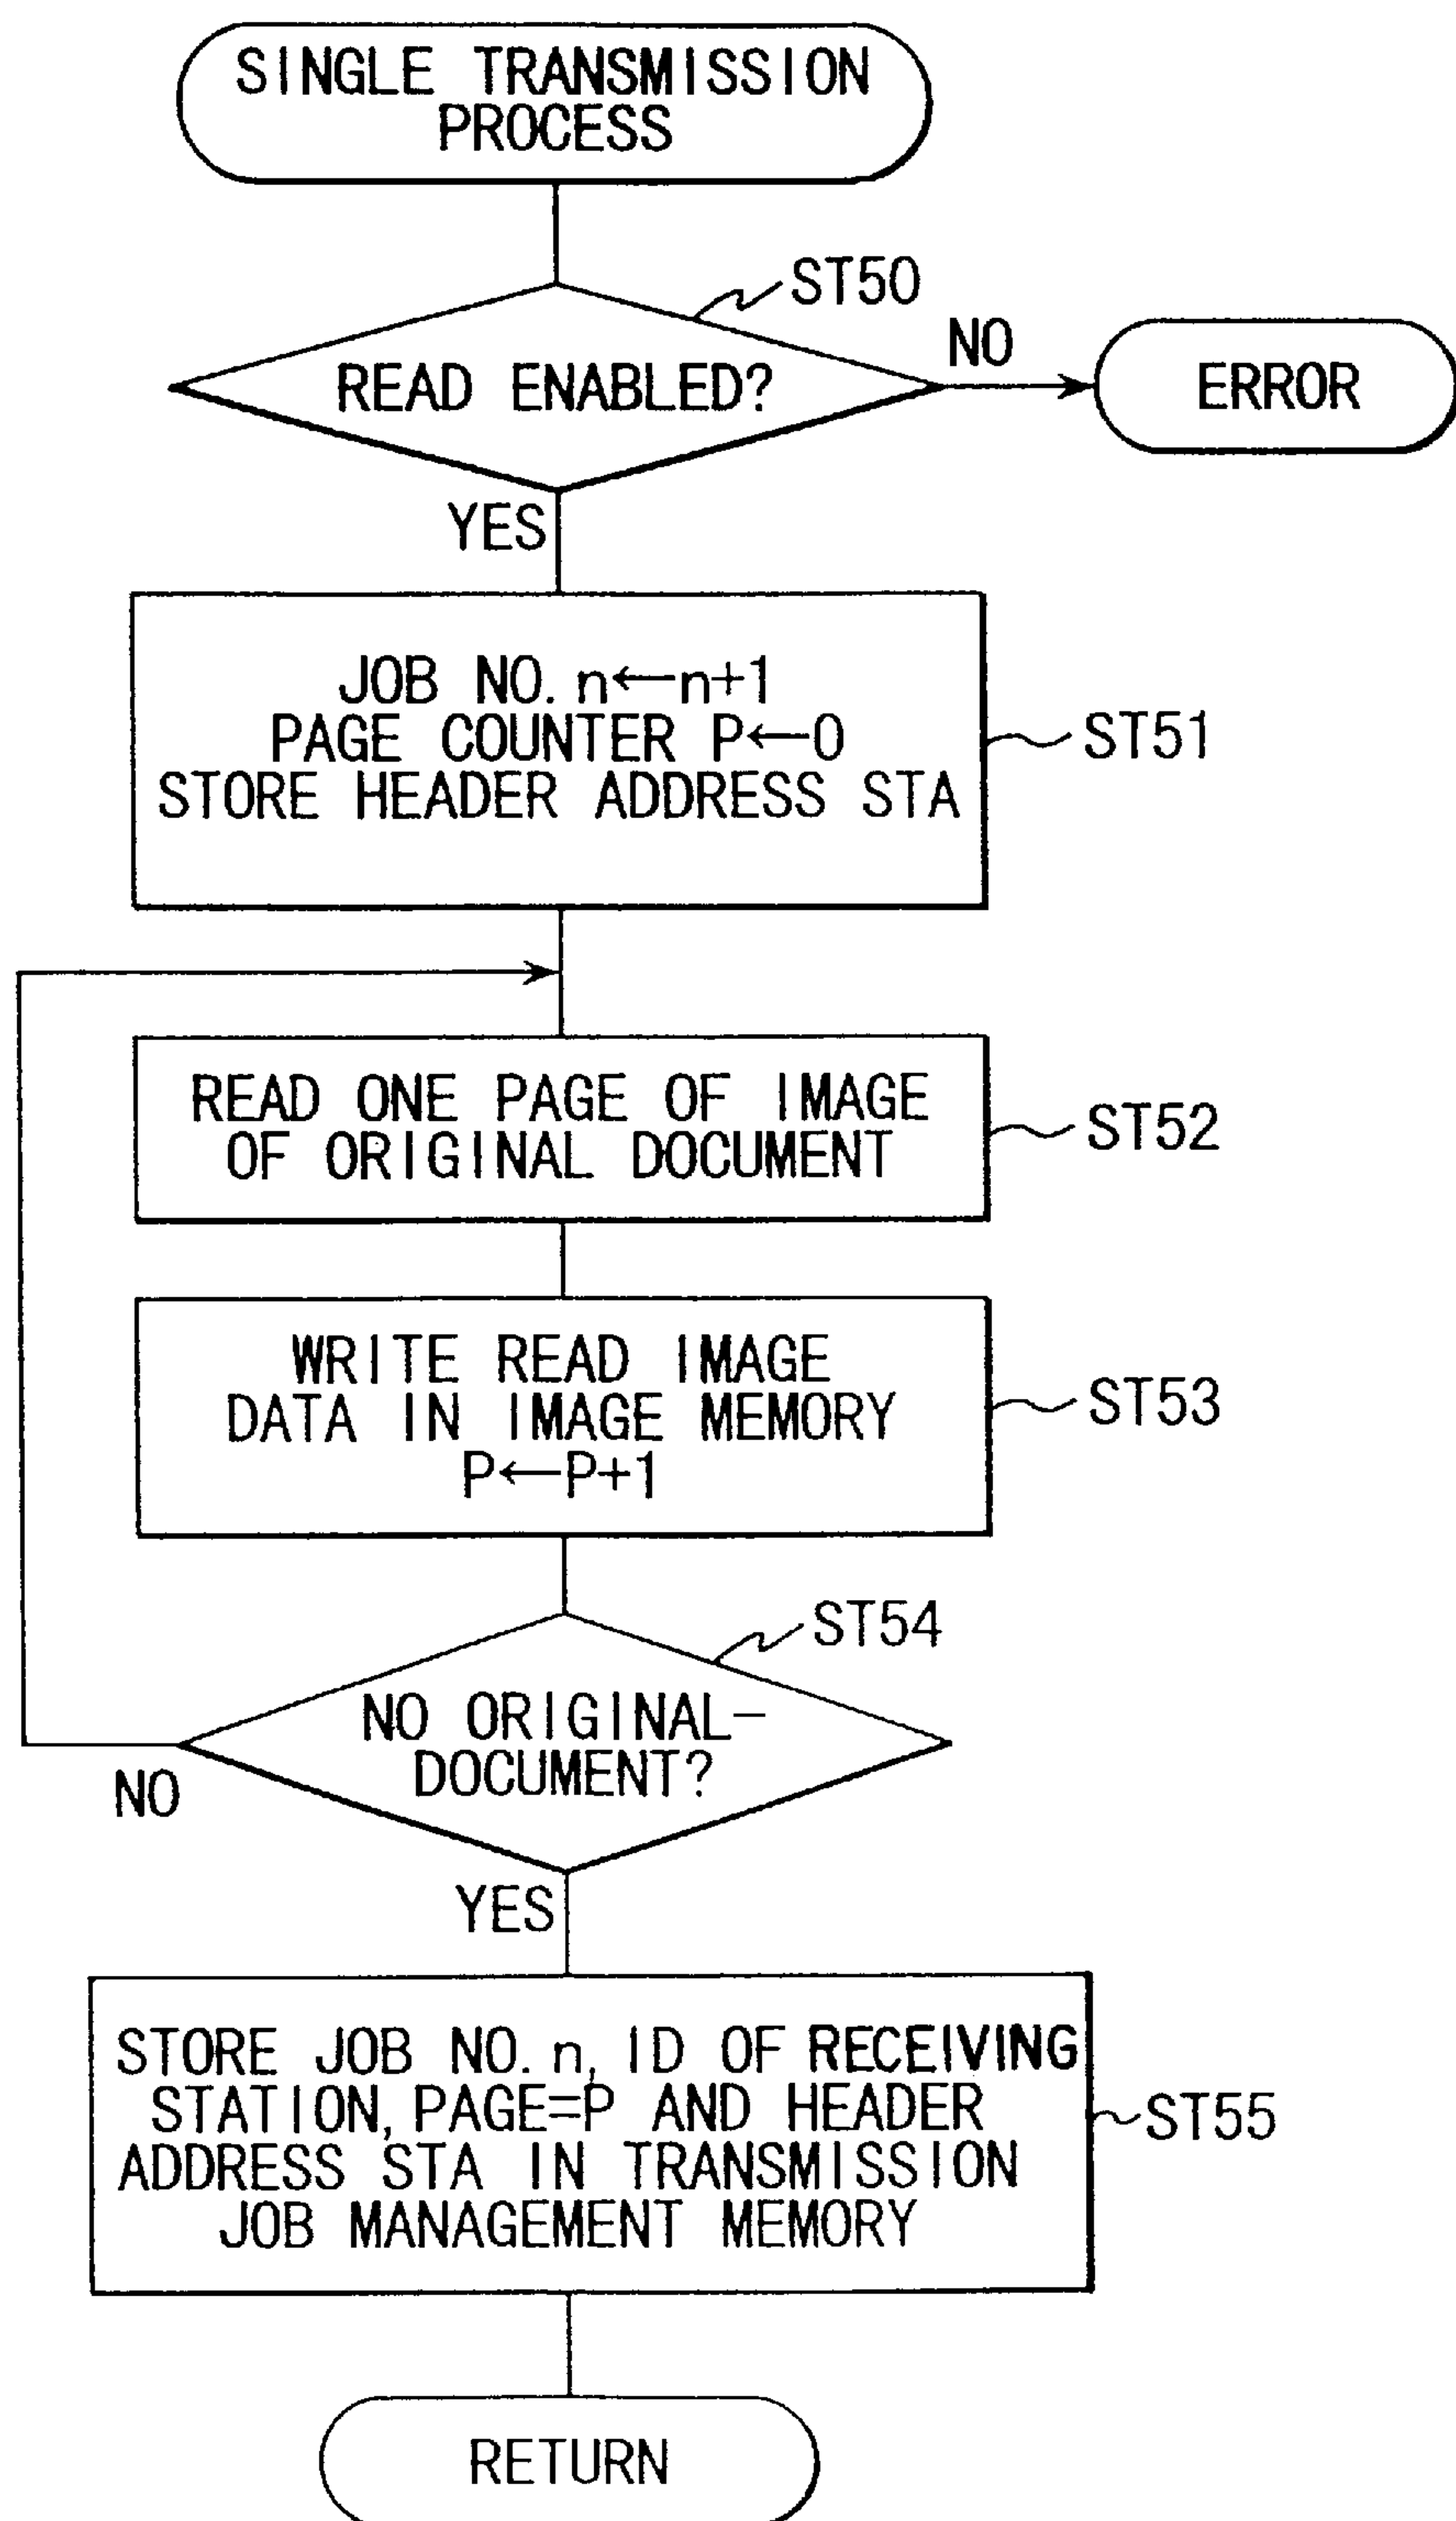 SINGLE TRANSMISSION
PROCESS
ST50
READ ENABLED?
NO
ERROR
YES
JOB NO. n←n+1
PAGE COUNTER P←0
STORE HEADER ADDRESS STA
ST51
READ ONE PAGE OF IMAGE
OF ORIGINAL DOCUMENT
ST52
WRITE READ IMAGE
DATA IN IMAGE MEMORY
P←P+1
ST53
ST54
NO ORIGINAL-
DOCUMENT?
NO
YES
STORE JOB NO. n, ID OF RECEIVING
STATION, PAGE=P AND HEADER
ADDRESS STA IN TRANSMISSION
JOB MANAGEMENT MEMORY
ST55
RETURN